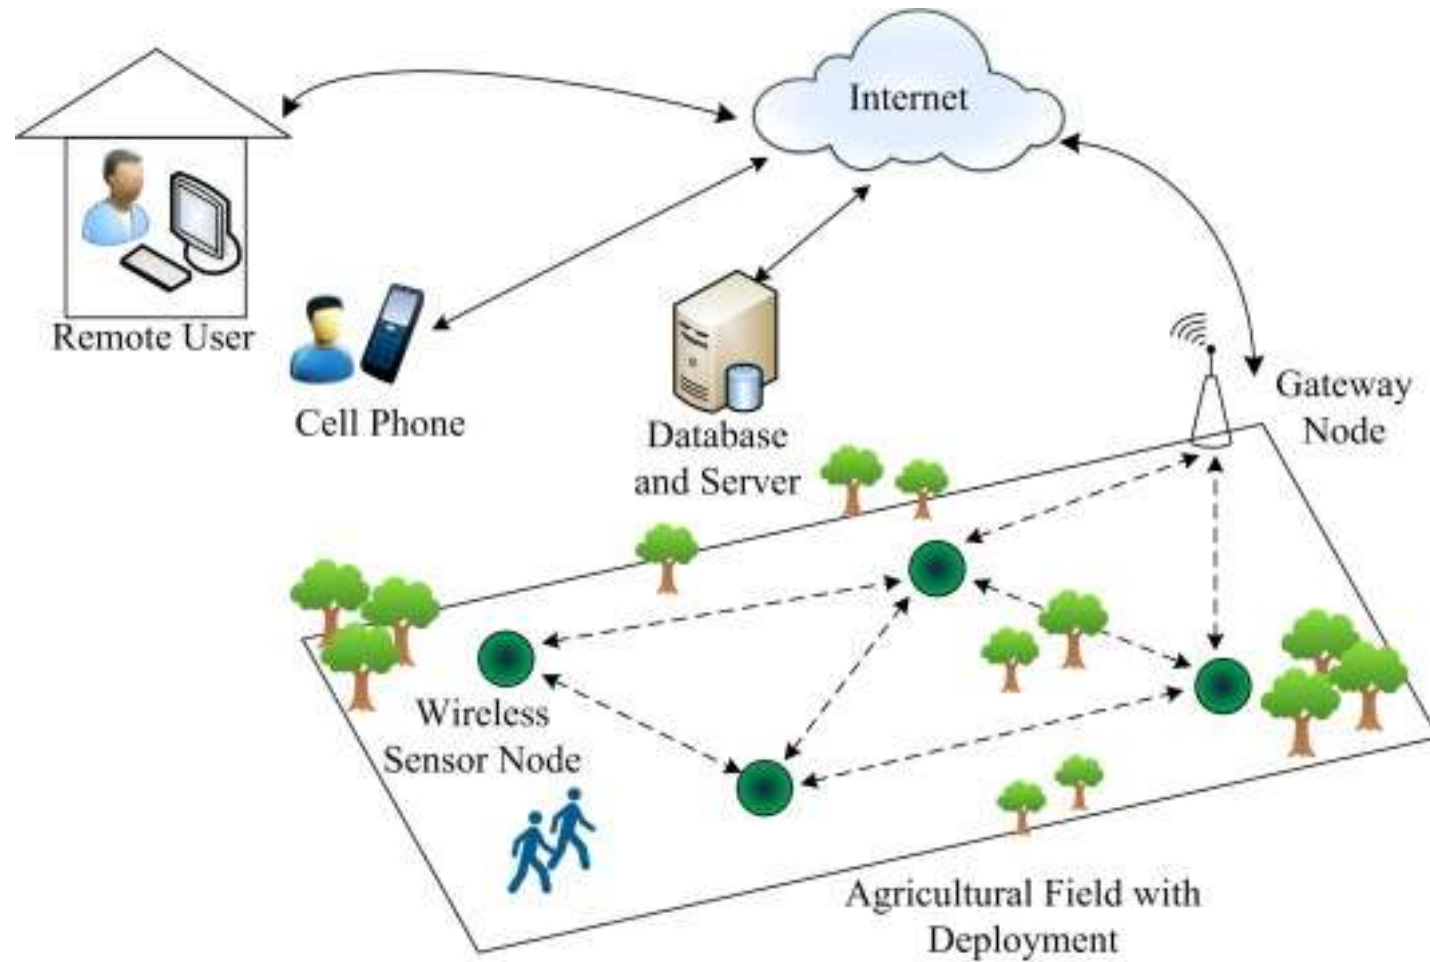 Internet
Remote User
Cell Phone
Database
and Server
Gateway
Node
Wireless
Sensor Node
Agricultural Field with
Deployment